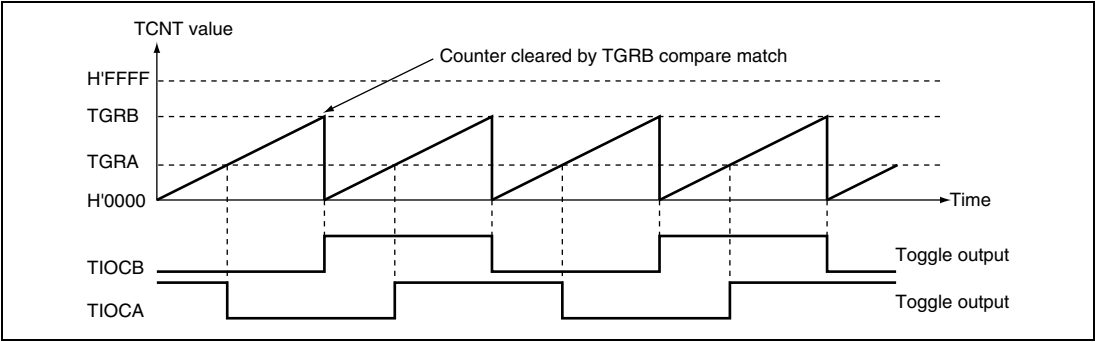 TCNT value
Counter cleared by TGRB compare match
H'FFFF
TGRB
TGRA
H'0000
Time
TIOCB
Toggle output
TIOCA
Toggle output